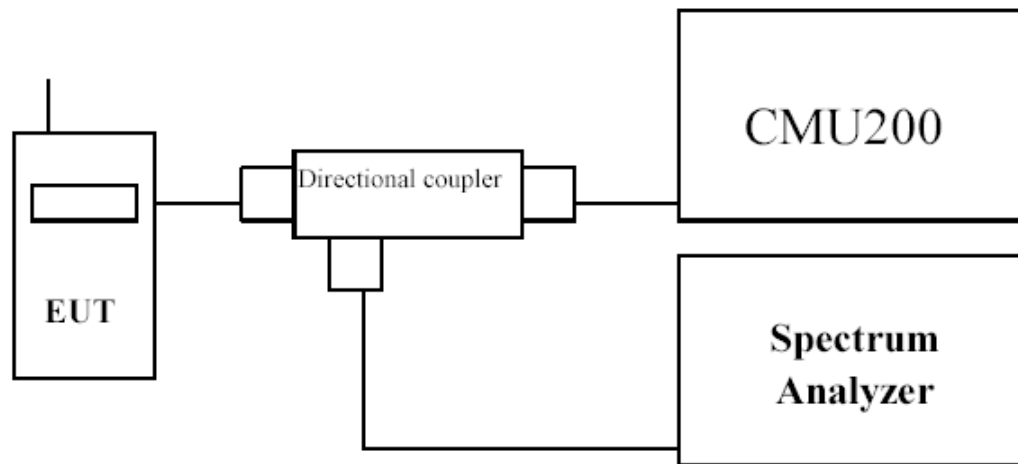 CMU200
Directional coupler
EUT
Spectrum
Analyzer